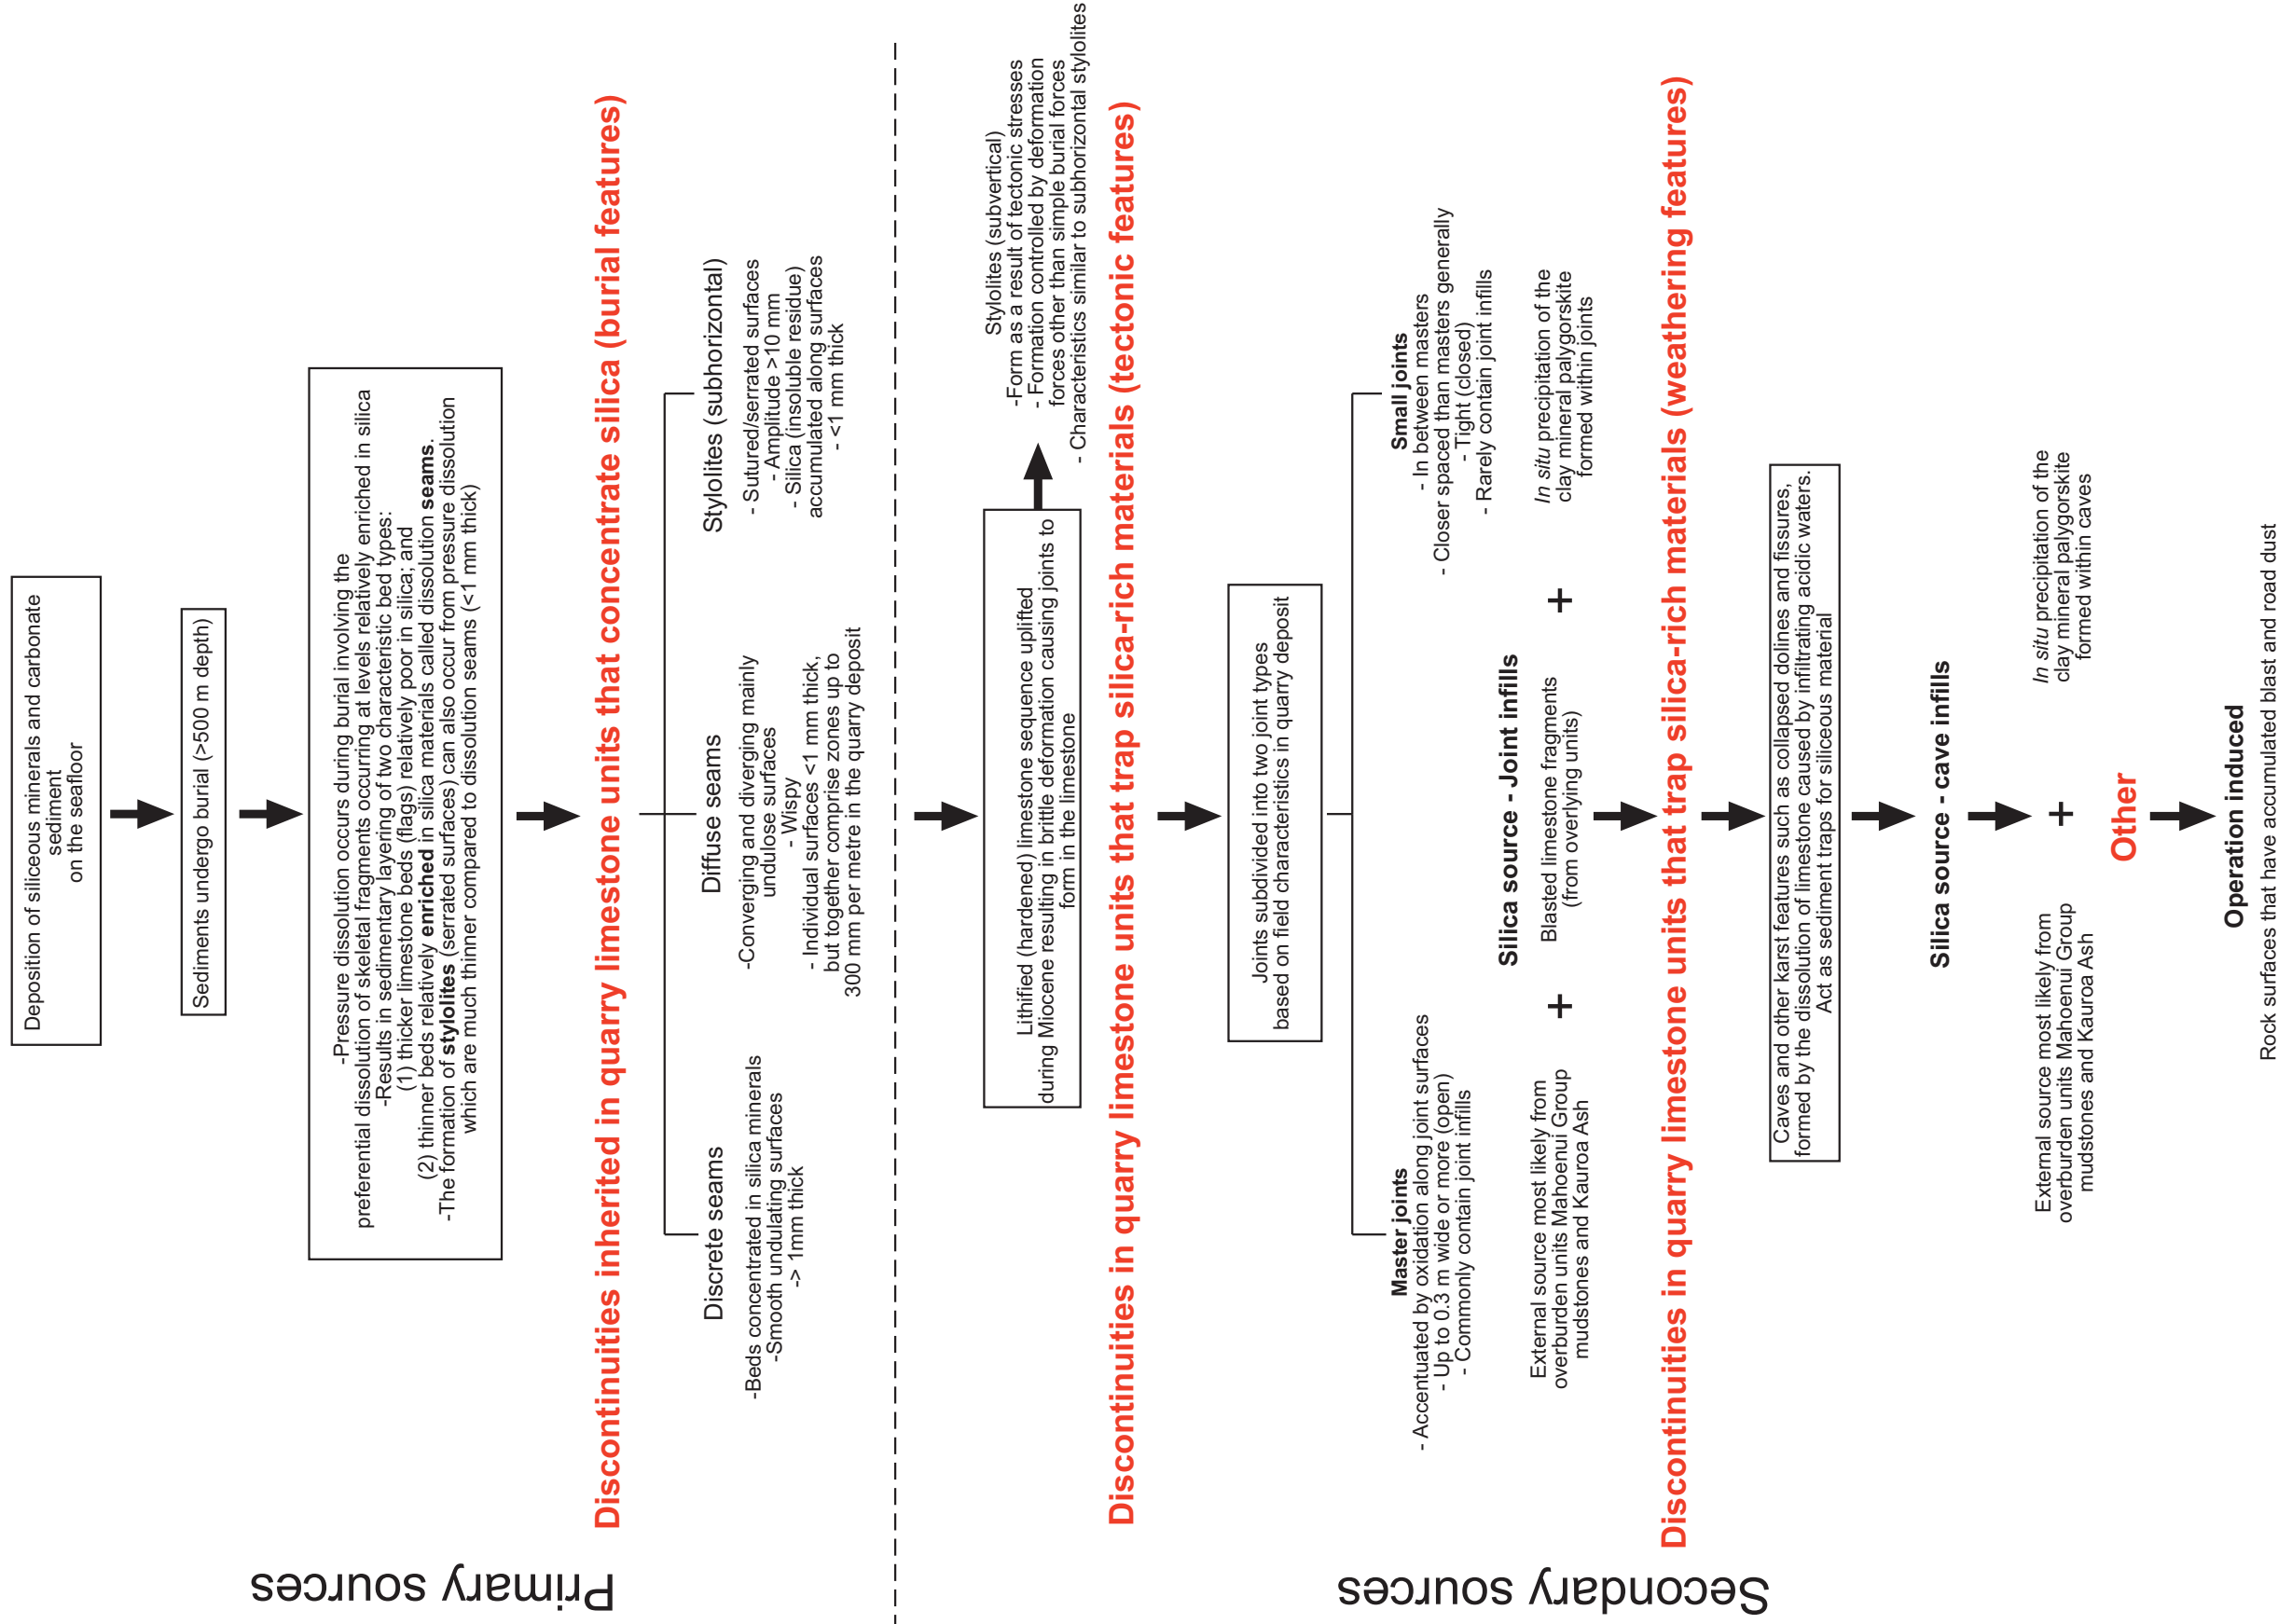 Primary sources
Deposition of siliceous minerals and carbonate
sediment
on the seafloor
Sediments undergo burial (>500 m depth)
-Pressure dissolution occurs during burial involving the
preferential dissolution of skeletal fragments occurring at levels relatively enriched in silica
-Results in sedimentary layering of two characteristic bed types:
(1) thicker limestone beds (flags) relatively poor in silica; and
(2) thinner beds relatively enriched in silica materials called dissolution seams.
-The formation of stylolites (serrated surfaces) can also occur from pressure dissolution
which are much thinner compared to dissolution seams (<1 mm thick)
Discontinuities inherited in quarry limestone units that concentrate silica (burial features)
Discrete seams
-Beds concentrated in silica minerals
-Smooth undulating surfaces
-> 1mm thick
Diffuse seams
-Converging and diverging mainly
undulose surfaces
- Wispy
- Individual surfaces <1 mm thick,
but together comprise zones up to
300 mm per metre in the quarry deposit
Stylolites (subhorizontal)
- Sutured/serrated surfaces
- Amplitude >10 mm
- Silica (insoluble residue)
accumulated along surfaces
- <1 mm thick
Secondary sources
Lithified (hardened) limestone sequence uplifted
during Miocene resulting in brittle deformation causing joints to
form in the limestone
Stylolites (subvertical)
-Form as a result of tectonic stresses
- Formation controlled by deformation
forces other than simple burial forces
- Characteristics similar to subhorizontal stylolites
Discontinuities in quarry limestone units that trap silica-rich materials (tectonic features)
Joints subdivided into two joint types
based on field characteristics in quarry deposit
Master joints
- Accentuated by oxidation along joint surfaces
- Up to 0.3 m wide or more (open)
- Commonly contain joint infills
Small joints
- In between masters
- Closer spaced than masters generally
- Tight (closed)
- Rarely contain joint infills
Silica source - Joint infills
External source most likely from
overburden units Mahoenui Group
mudstones and Kauroa Ash
+
Blasted limestone fragments
(from overlying units)
+
In situ precipitation of the
clay mineral palygorskite
formed within joints
Discontinuities in quarry limestone units that trap silica-rich materials (weathering features)
Caves and other karst features such as collapsed dolines and fissures,
formed by the dissolution of limestone caused by infiltrating acidic waters.
Act as sediment traps for siliceous material
Silica source - cave infills
External source most likely from
overburden units Mahoenui Group
mudstones and Kauroa Ash
+
In situ precipitation of the
clay mineral palygorskite
formed within caves
Other
Operation induced
Rock surfaces that have accumulated blast and road dust